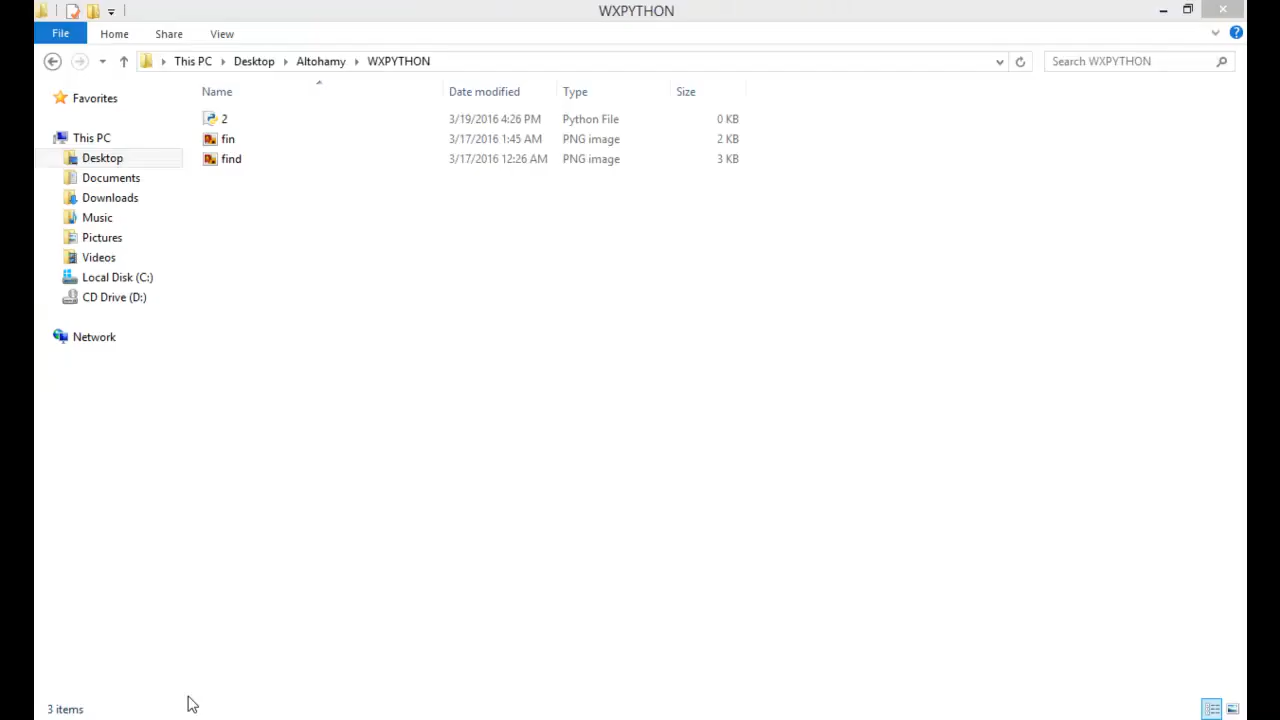 WXPYTHON
File Home Share View
This PC Desktop Altohamy WXPYTHON Search WXPYTHON
Name Date modified Type Size
2 3/19/2016 4:26 PM Python File 0 KB
fin 3/17/2016 1:45 AM PNG image 2 KB
find 3/17/2016 12:26 AM PNG image 3 KB
Favorites
This PC
Desktop
Documents
Downloads
Music
Pictures
Videos
Local Disk (C:)
CD Drive (D:)
Network
3 items